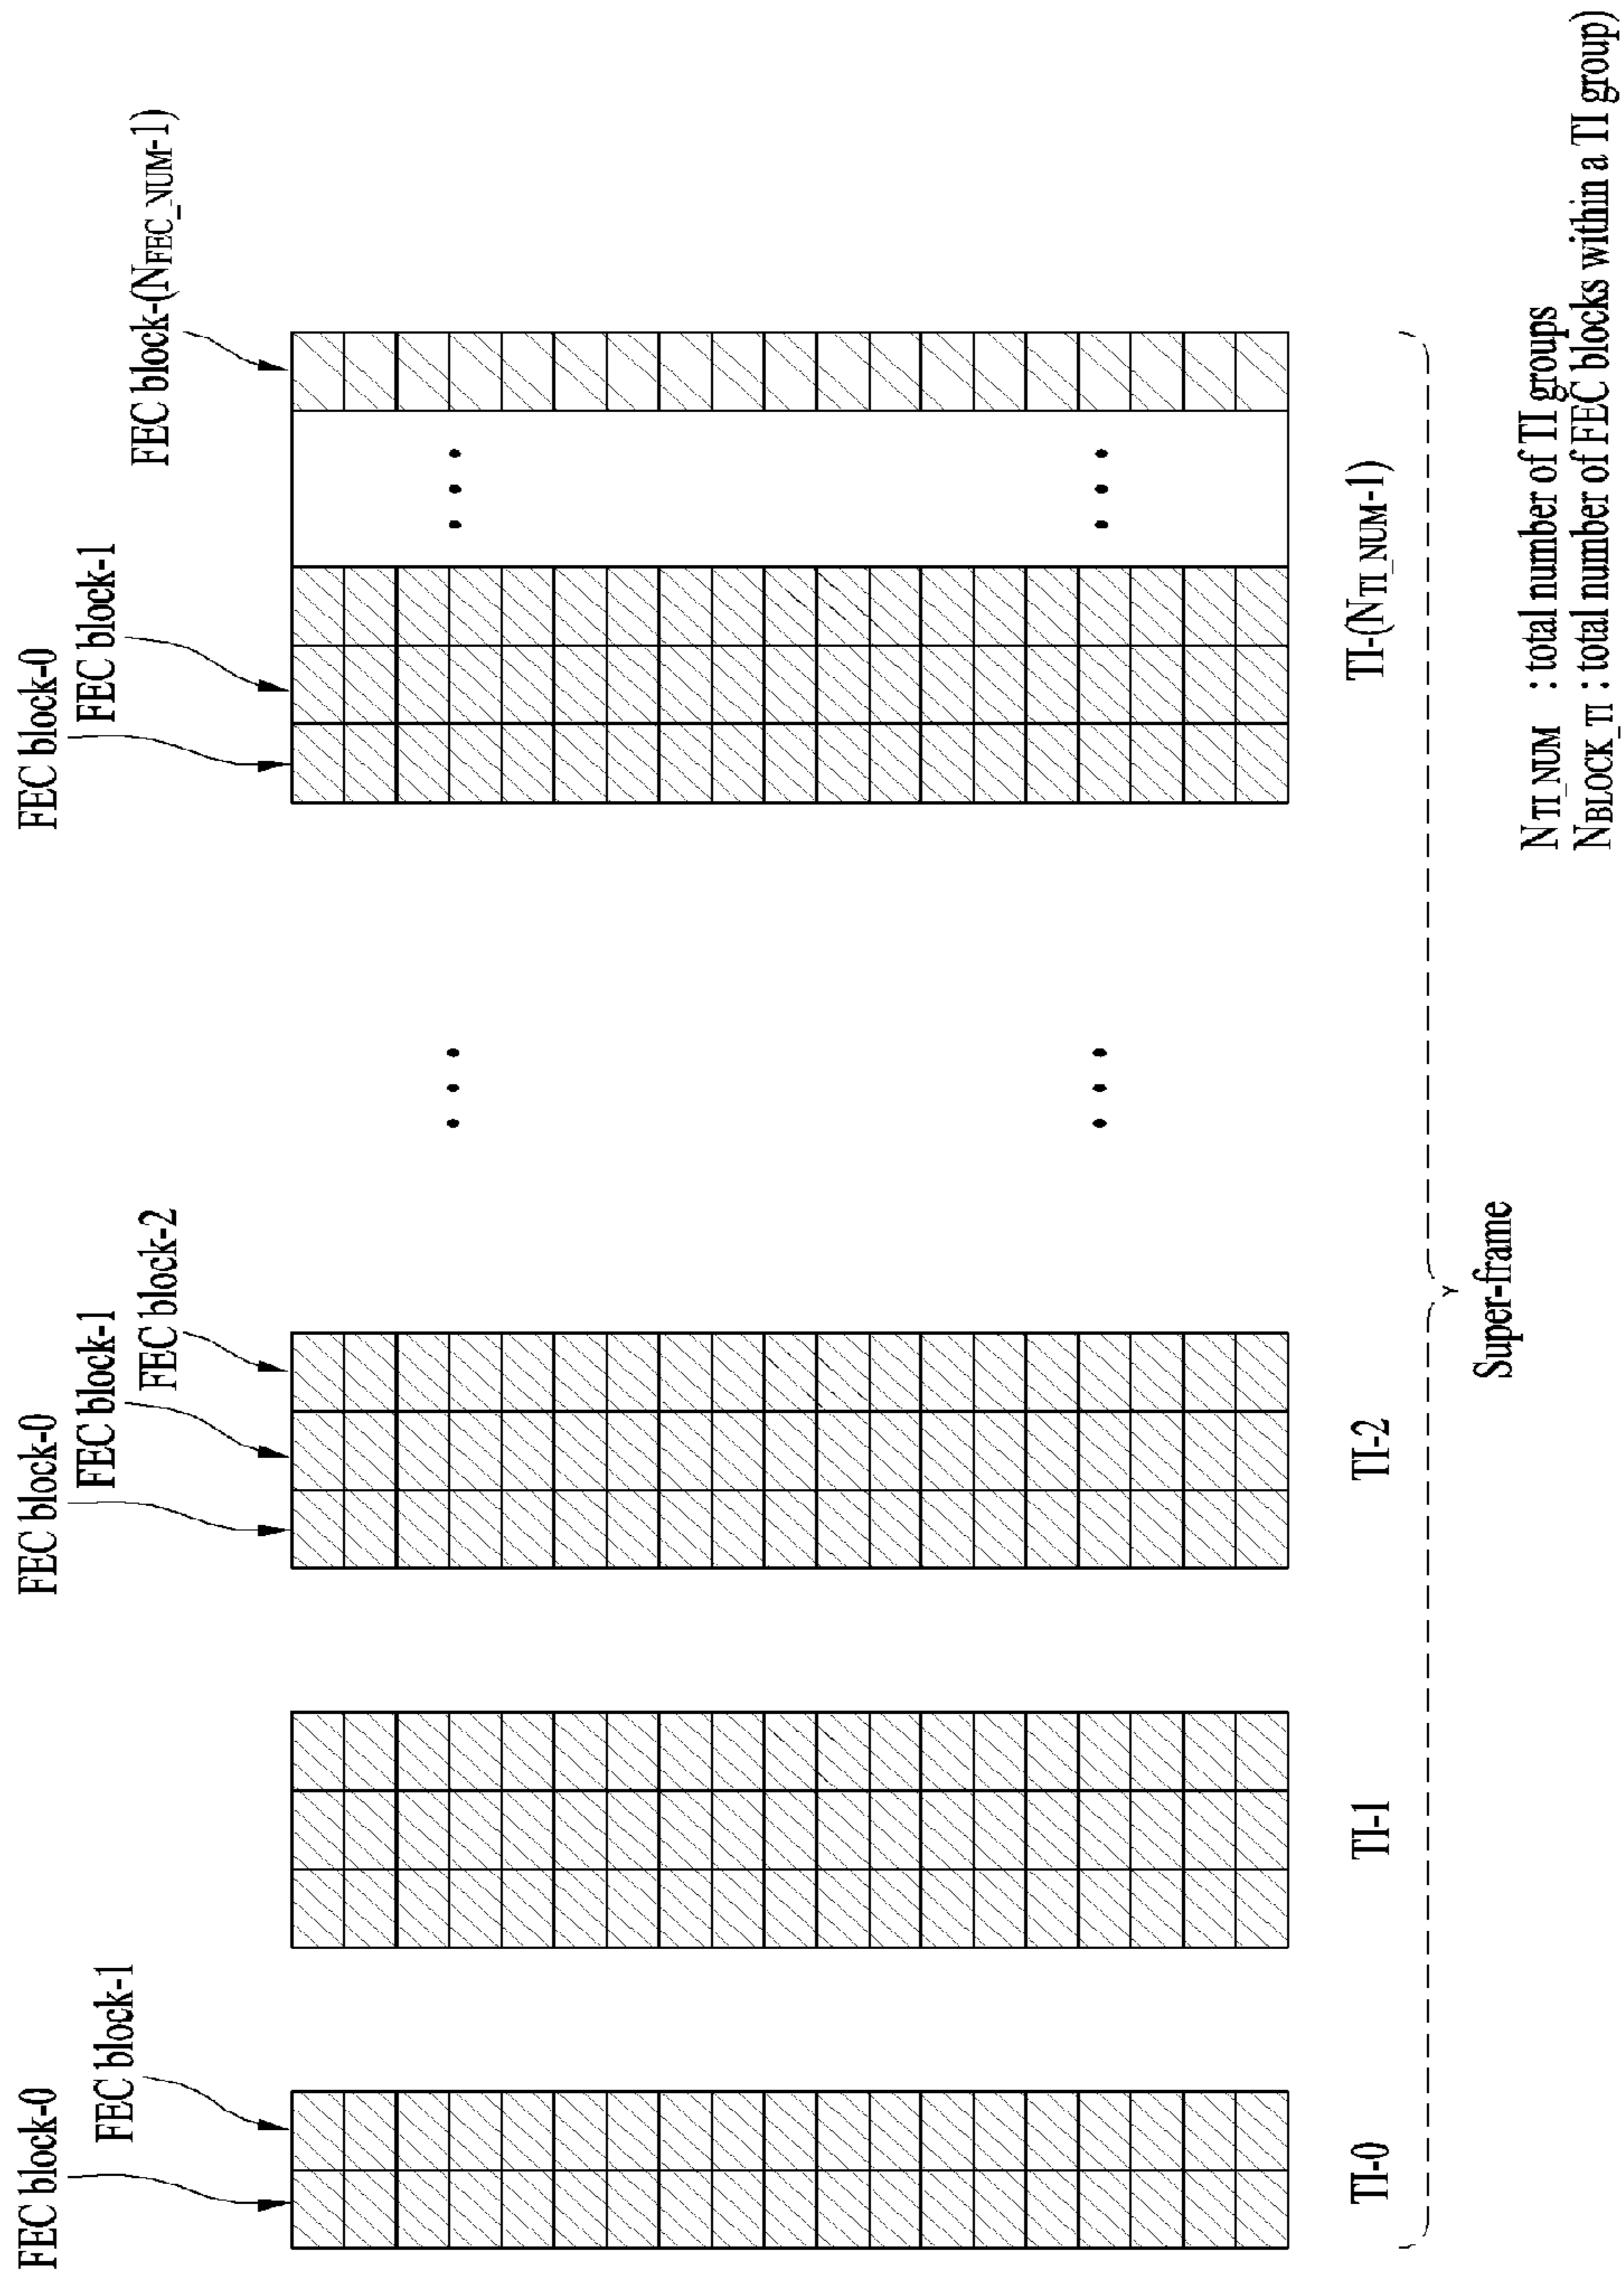 FEC block-0
FEC block-1
FEC block-0
FEC block-1
FEC block-2
FEC block-0
FEC block-1
FEC block-(NFEC_NUM-1)
TI-0
TI-1
TI-2
TI-(NTI_NUM-1)
Super-frame
NTI_NUM : total number of TI groups
NBLOCK_TI : total number of FEC blocks within a TI group)